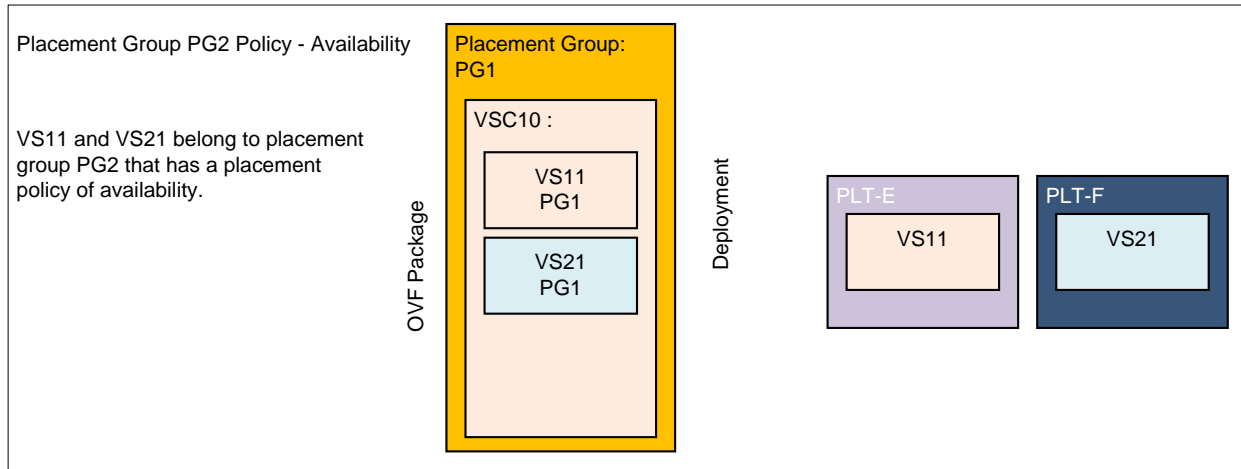 Placement Group PG2 Policy - Availability
VS11 and VS21 belong to placement
group PG2 that has a placement
policy of availability.
OVF Package
Placement Group:
PG1
VSC10 :
VS11
PG1
VS21
PG1
Deployment
PLT-E
VS11
PLT-F
VS21